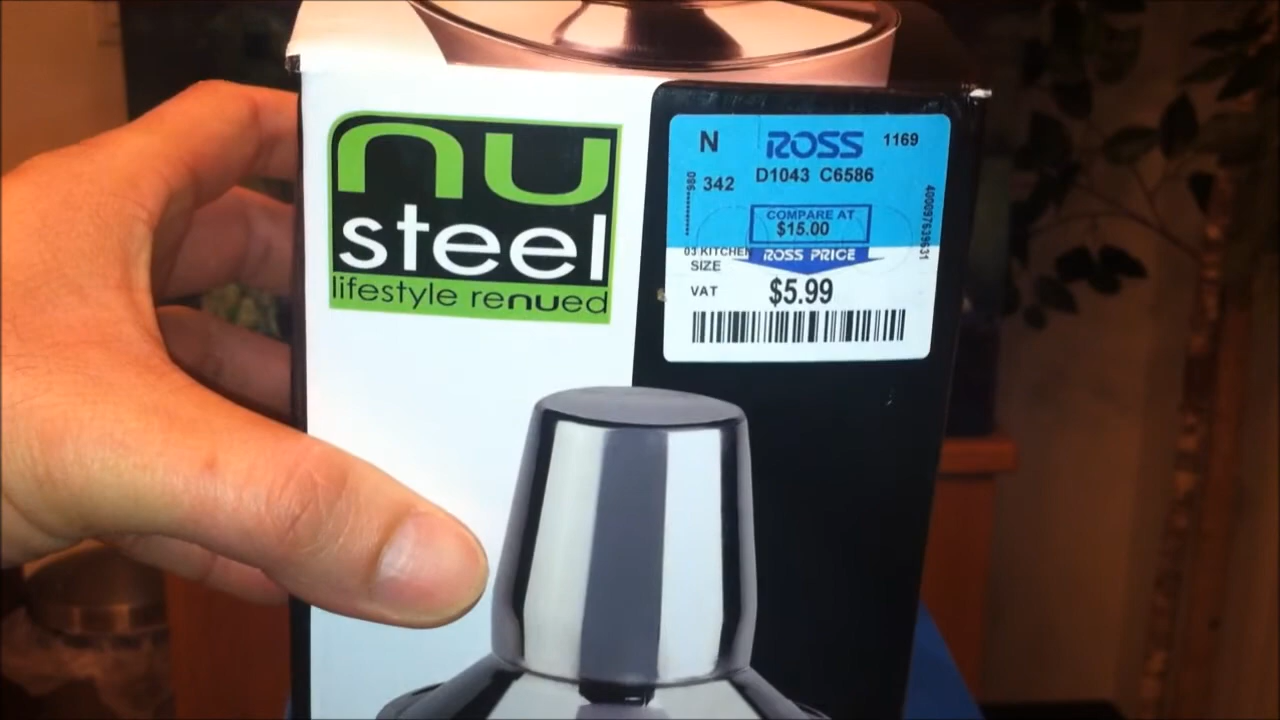 nu
steel
lifestyle renued
N ROSS 1169
D1043 C6586
342
COMPARE AT
$15.00
03 KITCHEN
ROSS PRICE
SIZE
VAT $5.99